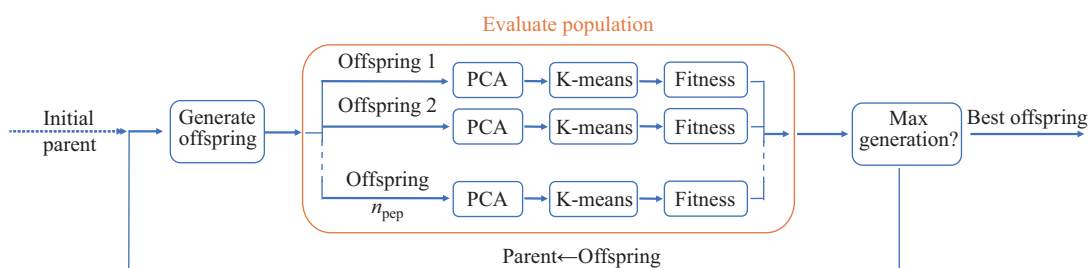 Evaluate population
Offspring 1
PCA
K-means
Fitness
Initial
parent
Generate
offspring
Offspring 2
PCA
K-means
Fitness
Max
generation?
Best offspring
Offspring
n_pep
PCA
K-means
Fitness
Parent←Offspring